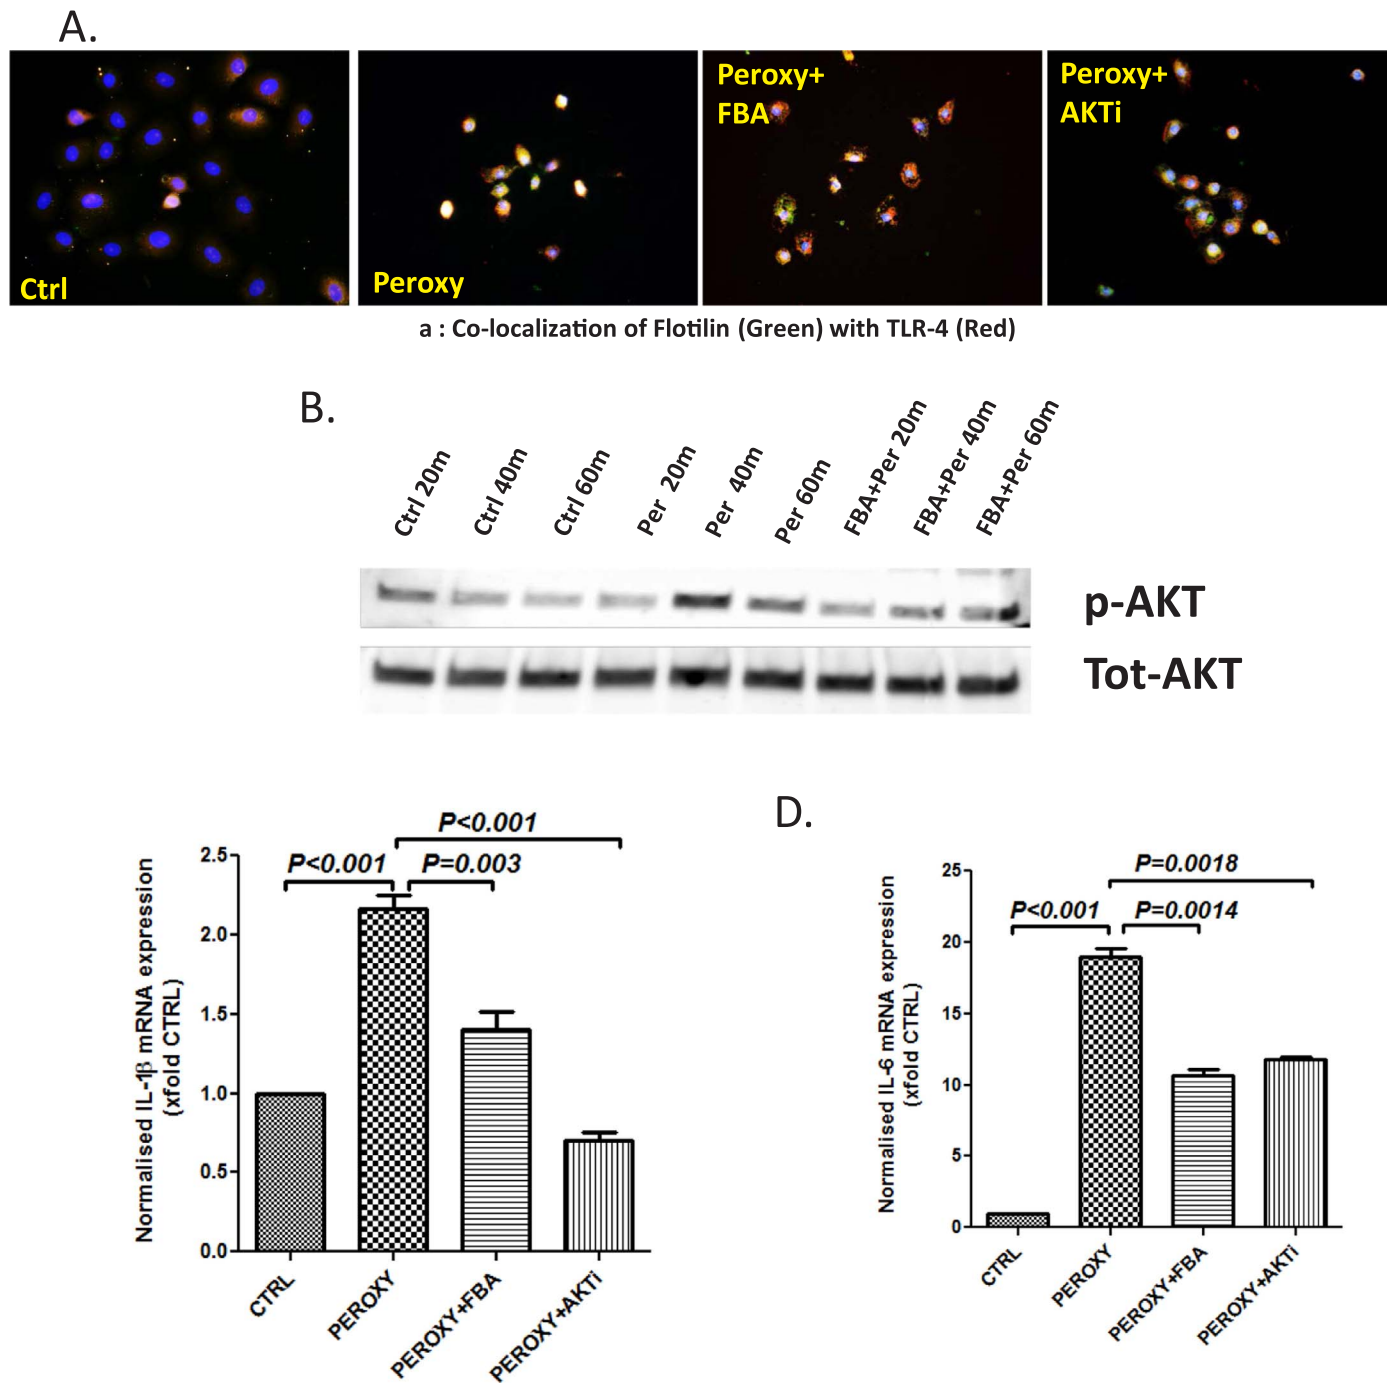 A.
Ctrl
Peroxy
Peroxy+
FBA
Peroxy+
AKTi
a : Co-localization of Flotilin (Green) with TLR-4 (Red)
B.
Ctrl 20m
Ctrl 40m
Ctrl 60m
Per 20m
Per 40m
Per 60m
FBA+Per 20m
FBA+Per 40m
FBA+Per 60m
p-AKT
Tot-AKT
P<0.001
P<0.001
P=0.003
Normalised IL-1β mRNA expression
(xfold CTRL)
2.5
2.0
1.5
1.0
0.5
0.0
CTRL
PEROXY
PEROXY+FBA
PEROXY+AKTi
D.
P=0.0018
P<0.001
P=0.0014
Normalised IL-6 mRNA expression
(xfold CTRL)
25
20
15
10
5
0
CTRL
PEROXY
PEROXY+FBA
PEROXY+AKTi